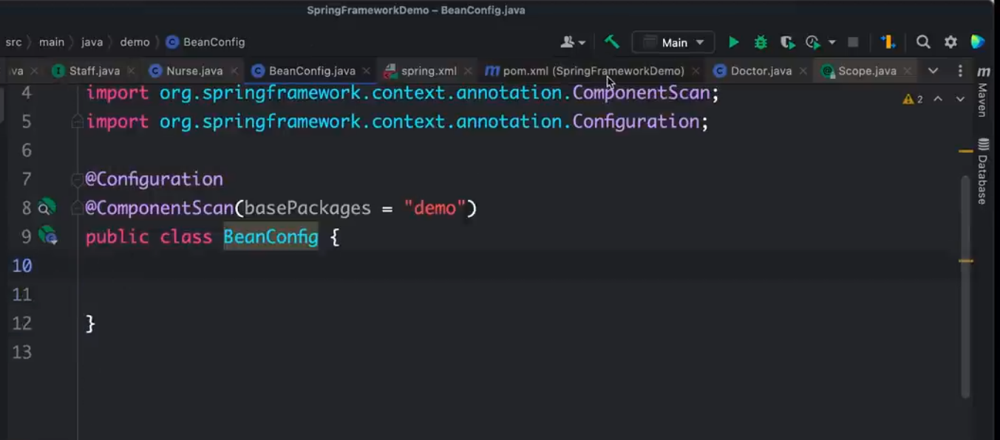 SpringFrameworkDemo – BeanConfig.java
src main java demo BeanConfig Main
va Staff.java Nurse.java BeanConfig.java spring.xml pom.xml (SpringFrameworkDemo) Doctor.java Scope.java
4 import org.springframework.context.annotation.ComponentScan;
2
5 import org.springframework.context.annotation.Configuration;
6
7 @Configuration
8 @ComponentScan(basePackages = "demo")
9 public class BeanConfig {
10
11
12 }
13
Maven
Database